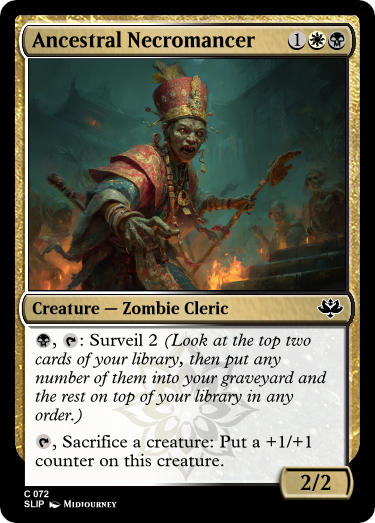 Ancestral Necromancer 1
Creature — Zombie Cleric
: Surveil 2 (Look at the top two
cards of your library, then put any
number of them into your graveyard and
the rest on top of your library in any
order.)
, Sacrifice a creature: Put a +1/+1
counter on this creature.
2/2
C 072
SLIP MIDJOURNEY